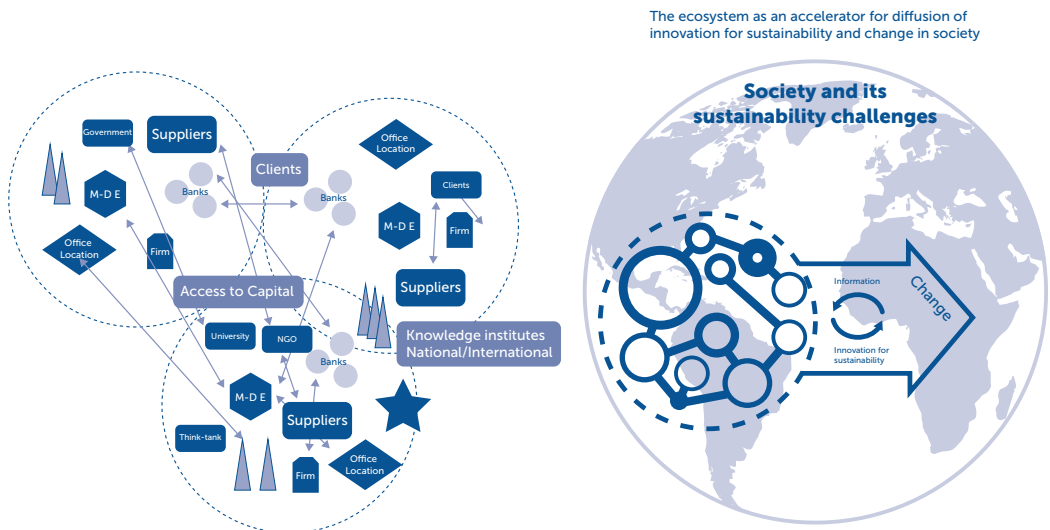 The ecosystem as an accelerator for diffusion of
innovation for sustainability and change in society
Society and its
sustainability challenges
Information
Innovation for
sustainability
Change
Government
Suppliers
Banks
M-D E
Office
Location
Firm
Clients
Banks
Office
Location
Clients
M-D E
Firm
Suppliers
Access to Capital
Knowledge institutes
National/International
University
NGO
Banks
M-D E
Suppliers
Think-tank
Firm
Office
Location